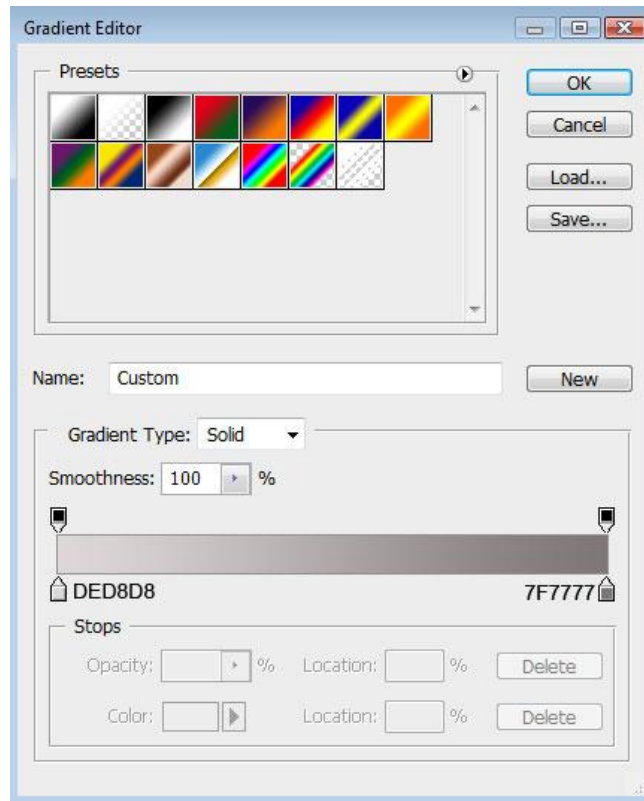 Gradient Editor
Presets
OK
Cancel
Load...
Save...
Name: Custom
New
Gradient Type: Solid
Smoothness: 100 %
DED8D8 7F7777
Stops
Opacity: % Location: % Delete
Color: Location: % Delete